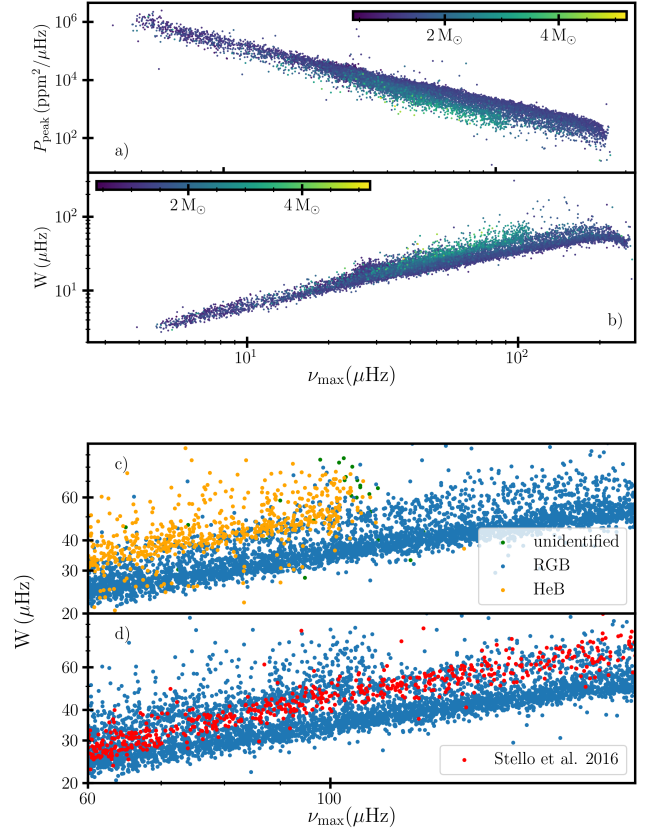 10⁶
10⁴
10²
P_peak (ppm²/μHz)
2 M⊙
4 M⊙
a)
2 M⊙
4 M⊙
10²
10¹
W (μHz)
b)
10¹
10²
ν_max(μHz)
c)
60
40
30
20
unidentified
RGB
HeB
W (μHz)
d)
60
40
30
20
Stello et al. 2016
60
100
ν_max(μHz)